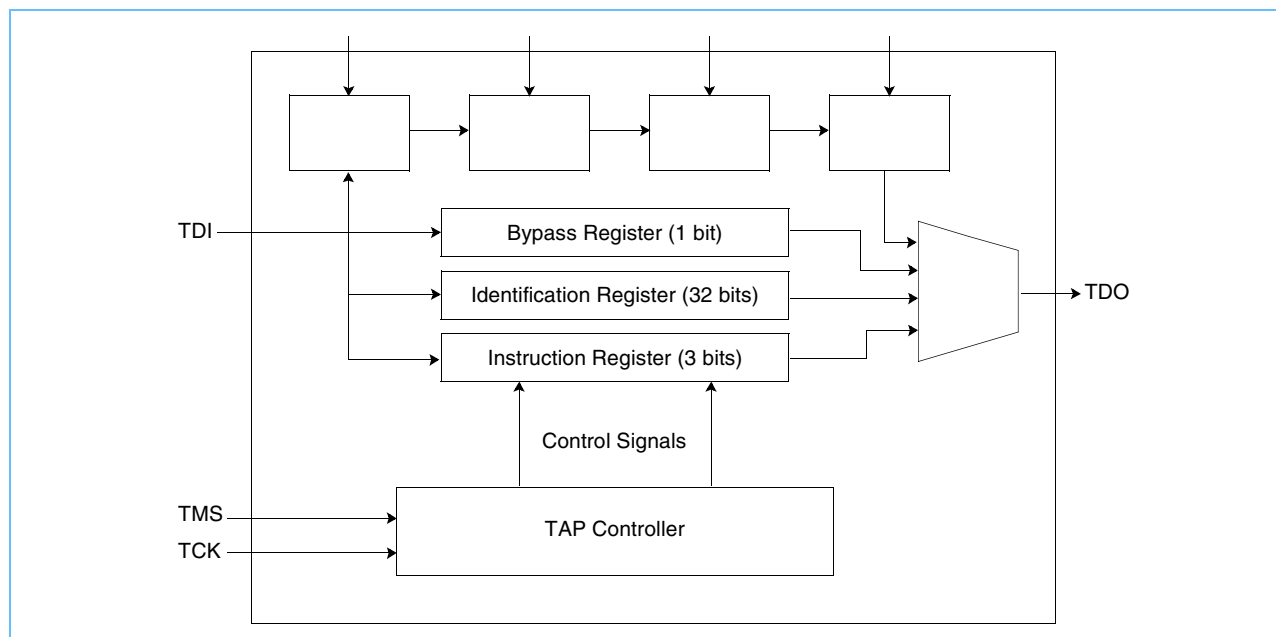 TDI
Bypass Register (1 bit)
Identification Register (32 bits)
TDO
Instruction Register (3 bits)
Control Signals
TMS
TAP Controller
TCK